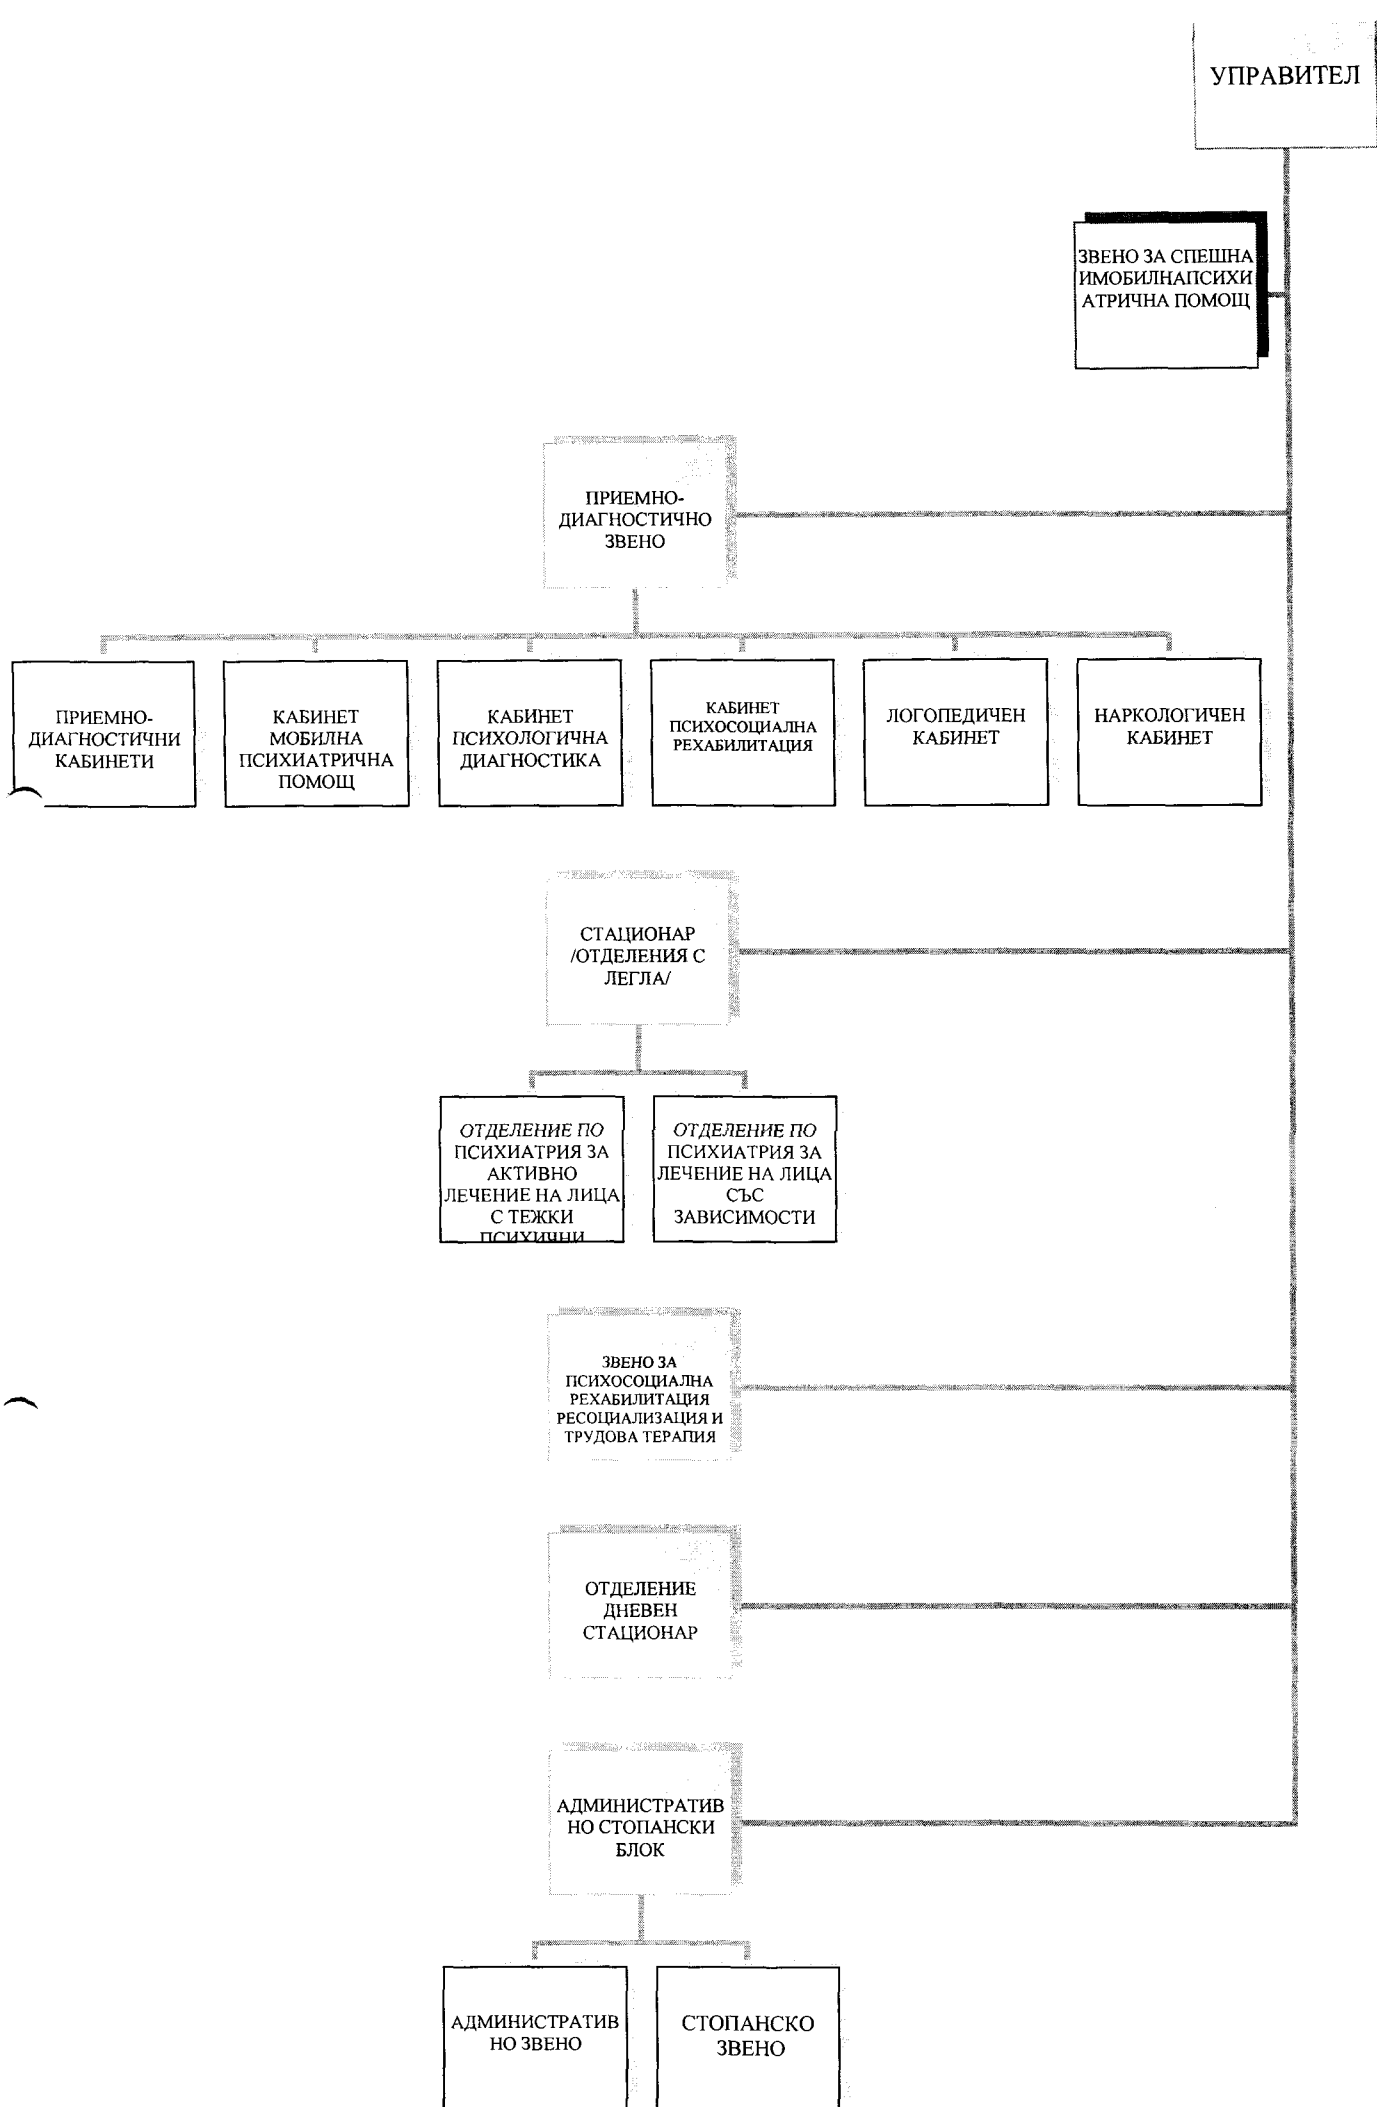 УПРАВИТЕЛ
ЗВЕНО ЗА СПЕШНА
ИМОБИЛНАПСИХИ
АТРИЧНА ПОМОЩ
ПРИЕМНО-
ДИАГНОСТИЧНО
ЗВЕНО
ПРИЕМНО-
ДИАГНОСТИЧНИ
КАБИНЕТИ
КАБИНЕТ
МОБИЛНА
ПСИХИАТРИЧНА
ПОМОЩ
КАБИНЕТ
ПСИХОЛОГИЧНА
ДИАГНОСТИКА
КАБИНЕТ
ПСИХОСОЦИАЛНА
РЕХАБИЛИТАЦИЯ
ЛОГОПЕДИЧЕН
КАБИНЕТ
НАРКОЛОГИЧЕН
КАБИНЕТ
СТАЦИОНАР
/ОТДЕЛЕНИЯ С
ЛЕГЛА/
ОТДЕЛЕНИЕ ПО
ПСИХИАТРИЯ ЗА
АКТИВНО
ЛЕЧЕНИЕ НА ЛИЦА
С ТЕЖКИ
ПСИХИЧНИ
ОТДЕЛЕНИЕ ПО
ПСИХИАТРИЯ ЗА
ЛЕЧЕНИЕ НА ЛИЦА
СЪС
ЗАВИСИМОСТИ
ЗВЕНО ЗА
ПСИХОСОЦИАЛНА
РЕХАБИЛИТАЦИЯ
РЕСОЦИАЛИЗАЦИЯ И
ТРУДОВА ТЕРАПИЯ
ОТДЕЛЕНИЕ
ДНЕВЕН
СТАЦИОНАР
АДМИНИСТРАТИВ
НО СТОПАНСКИ
БЛОК
АДМИНИСТРАТИВ
НО ЗВЕНО
СТОПАНСКО
ЗВЕНО